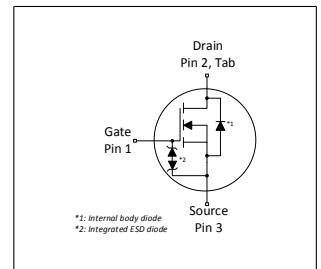 Drain
Pin 2, Tab
*1
Gate
Pin 1
*2
Source
Pin 3
*1: Internal body diode
*2: Integrated ESD diode